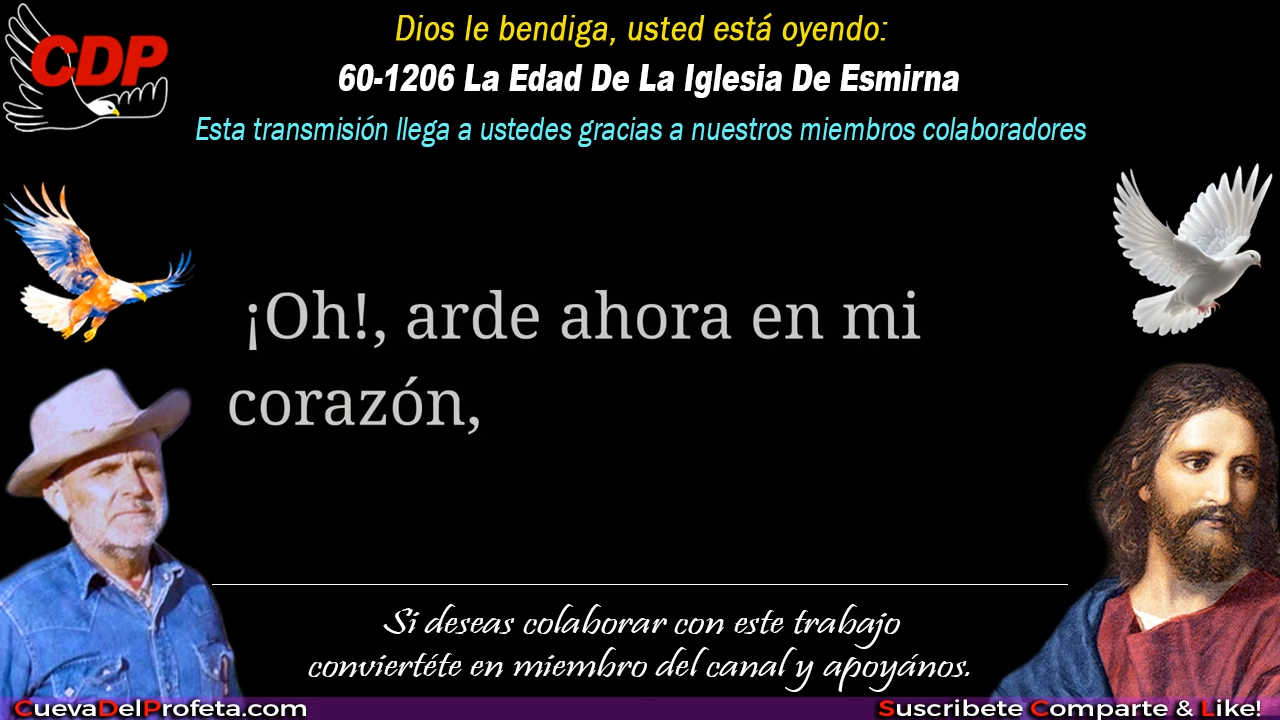 CDP
Dios le bendiga, usted está oyendo:
60-1206 La Edad De La Iglesia De Esmirna
Esta transmisión llega a ustedes gracias a nuestros miembros colaboradores
¡Oh!, arde ahora en mi
corazón,
Si deseas colaborar con este trabajo
conviertéte en miembro del canal y apoyános.
CuevaDelProfeta.com
Suscribete Comparte & Like!